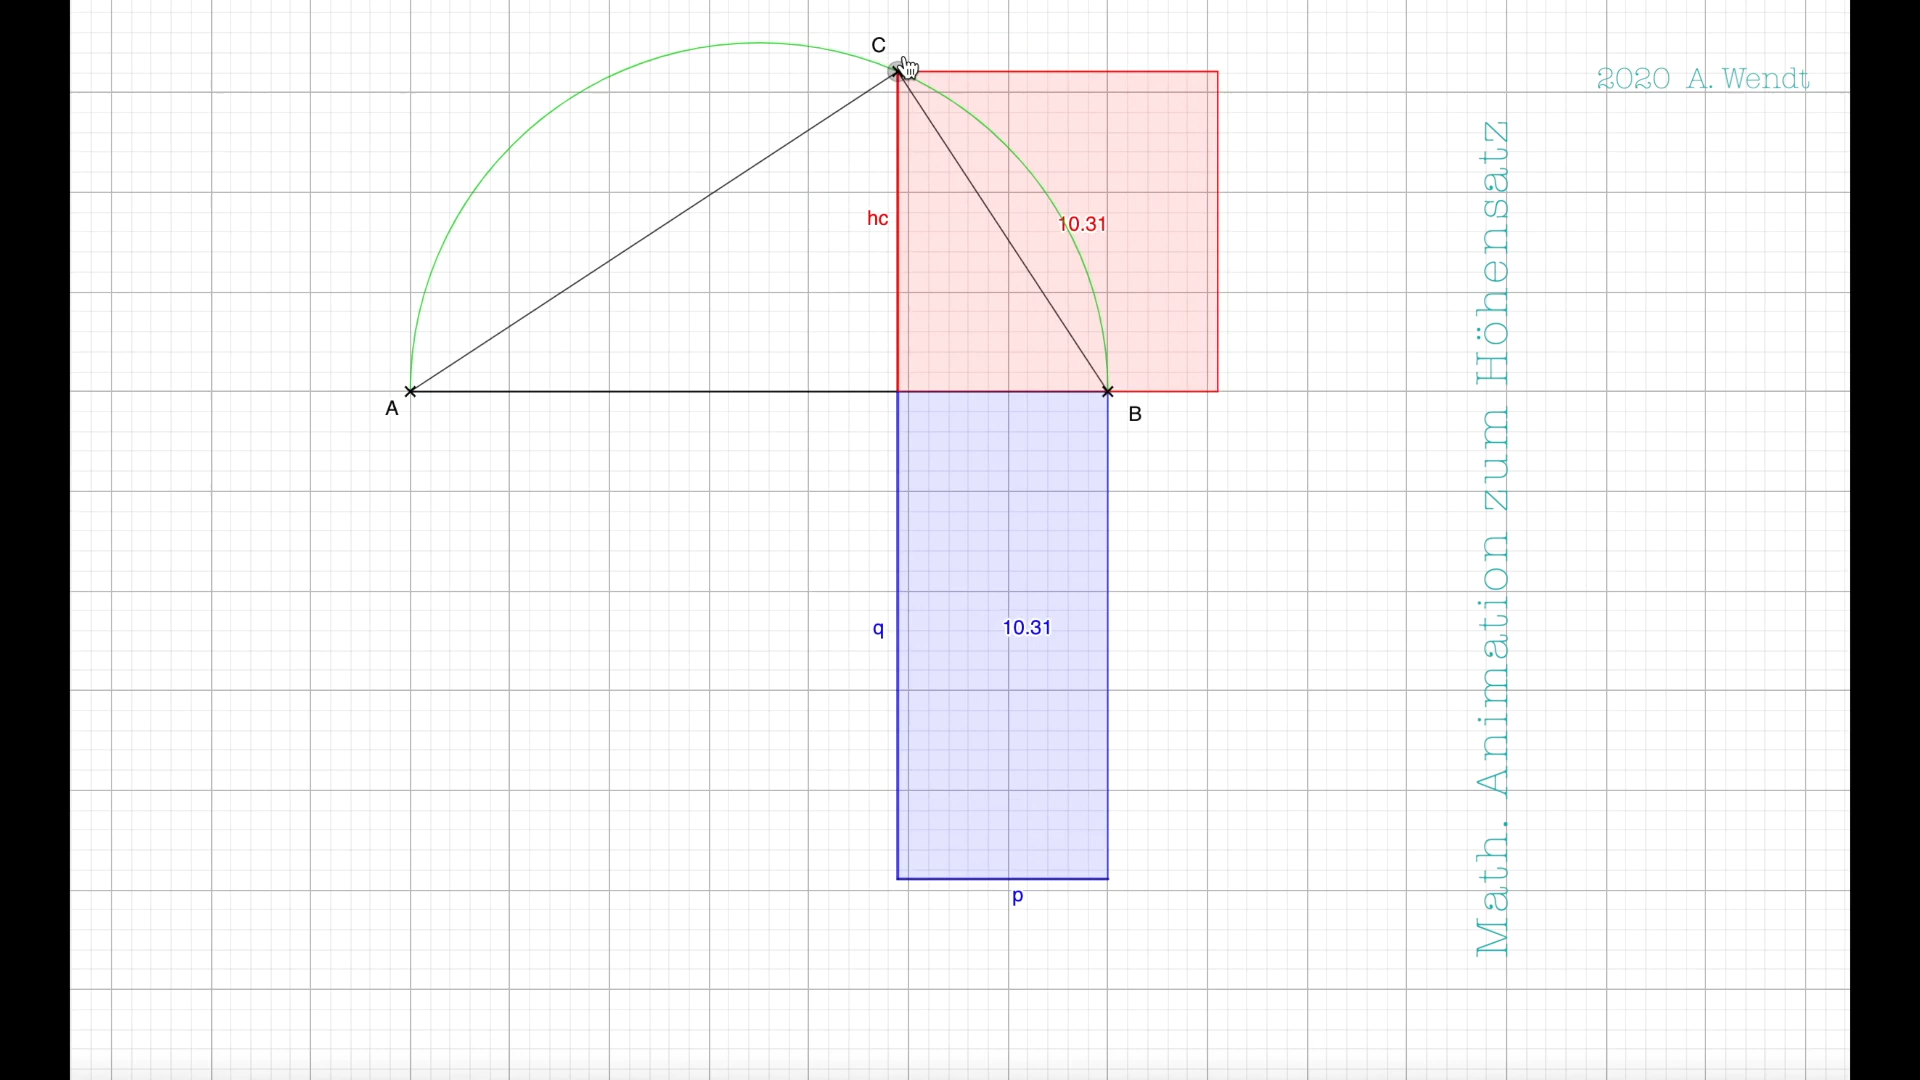 C
2020 A. Wendt
hc
10.31
A
B
q
10.31
p
Math. Animation zum Höhensatz